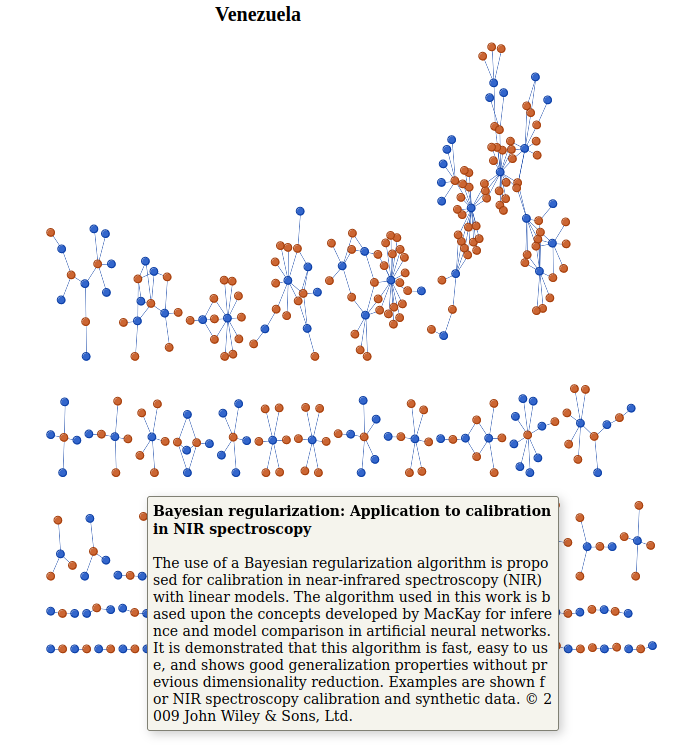 Venezuela
Bayesian regularization: Application to calibration
in NIR spectroscopy
The use of a Bayesian regularization algorithm is propo
sed for calibration in near-infrared spectroscopy (NIR)
with linear models. The algorithm used in this work is b
ased upon the concepts developed by MacKay for infere
nce and model comparison in artificial neural networks.
It is demonstrated that this algorithm is fast, easy to us
e, and shows good generalization properties without pr
evious dimensionality reduction. Examples are shown f
or NIR spectroscopy calibration and synthetic data. © 2
009 John Wiley & Sons, Ltd.